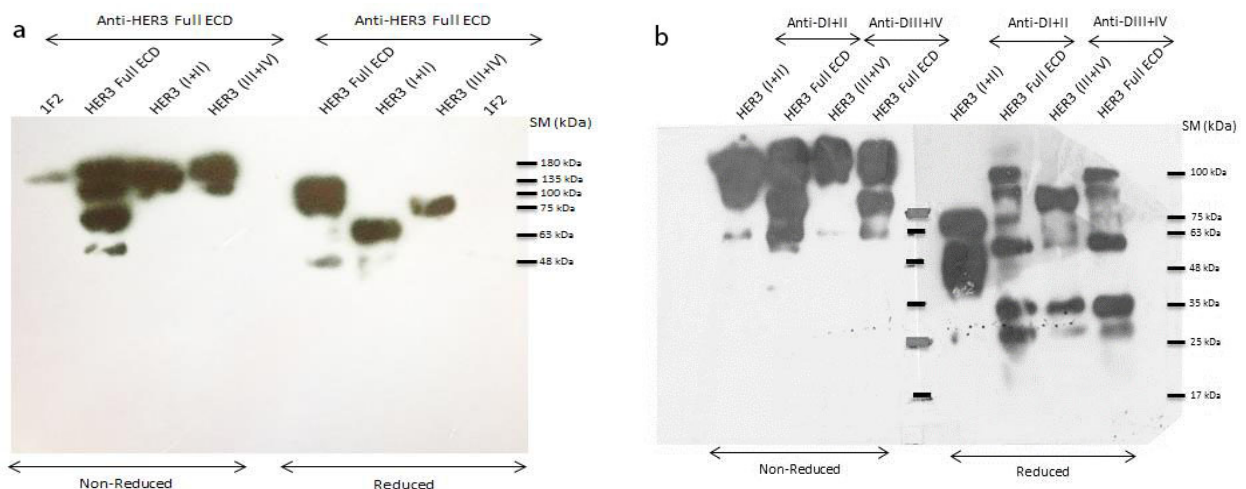 a
Anti-HER3 Full ECD
Anti-HER3 Full ECD
1F2
HER3 Full ECD
HER3 (I+II)
HER3 (III+IV)
HER3 Full ECD
HER3 (I+II)
HER3 (III+IV)
1F2
SM (kDa)
180 kDa
135 kDa
100 kDa
75 kDa
63 kDa
48 kDa
Non-Reduced
Reduced
b
Anti-DI+II
Anti-DIII+IV
Anti-DI+II
Anti-DIII+IV
HER3 (I+II)
HER3 Full ECD
HER3 (III+IV)
HER3 Full ECD
HER3 (I+II)
HER3 Full ECD
HER3 (III+IV)
HER3 Full ECD
SM (kDa)
100 kDa
75 kDa
63 kDa
48 kDa
35 kDa
25 kDa
17 kDa
Non-Reduced
Reduced